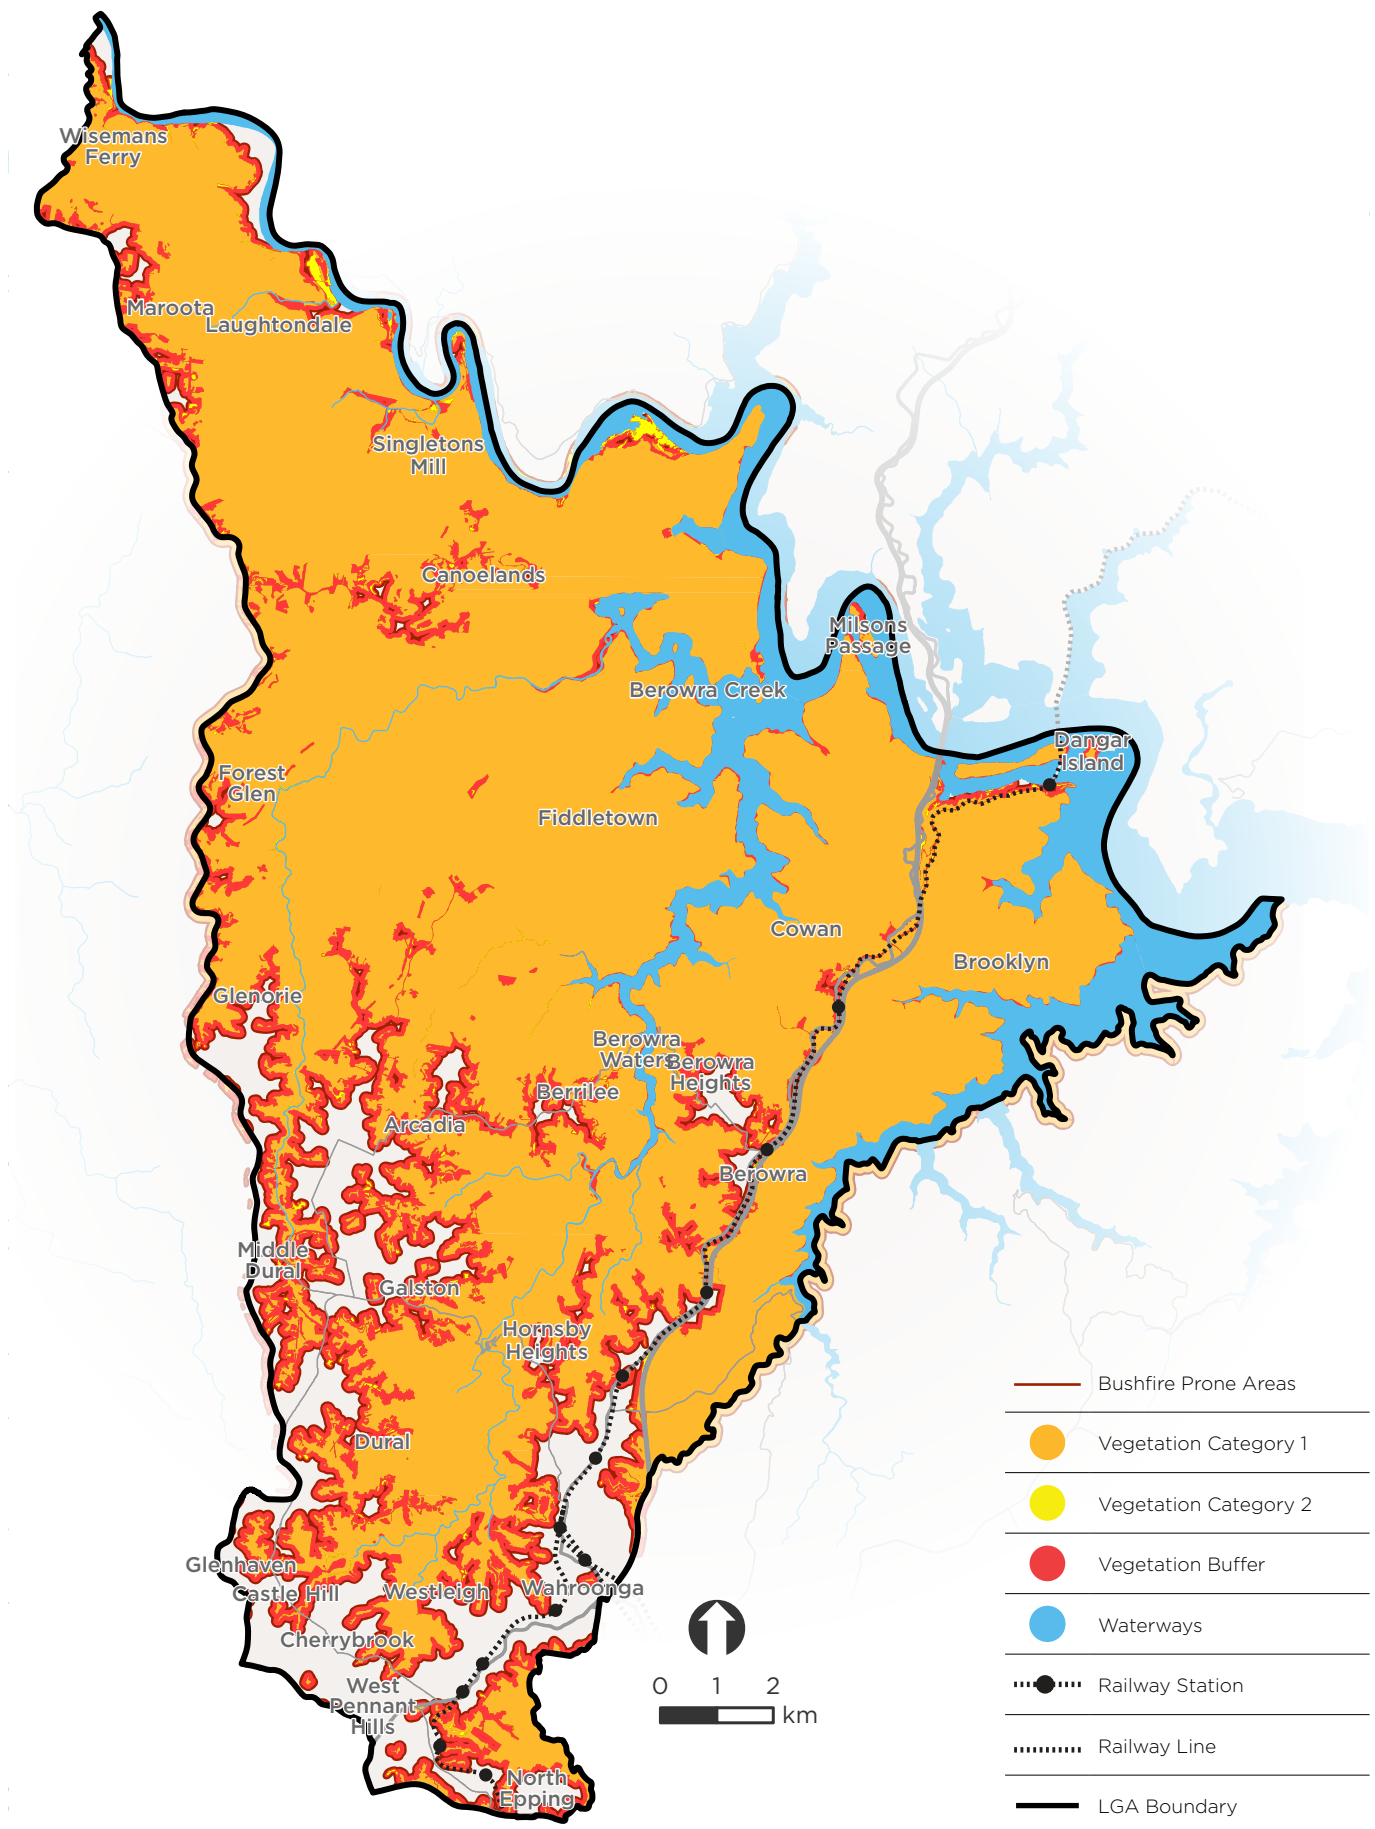 Wisemans
Ferry
Maroota
Laughtondale
Singletons
Mill
Canoelands
Milsons
Passage
Berowra Creek
Dangar
Island
Forest
Glen
Fiddletown
Cowan
Brooklyn
Glenorie
Berowra
Waters
Berowra
Heights
Berrilee
Arcadia
Berowra
Middle
Dural
Galston
Hornsby
Heights
Dural
Glenhaven
Castle Hill
Westleigh
Wahroonga
Cherrybrook
West
Pennant
Hills
North
Epping
0 1 2
km
Bushfire Prone Areas
Vegetation Category 1
Vegetation Category 2
Vegetation Buffer
Waterways
Railway Station
Railway Line
LGA Boundary